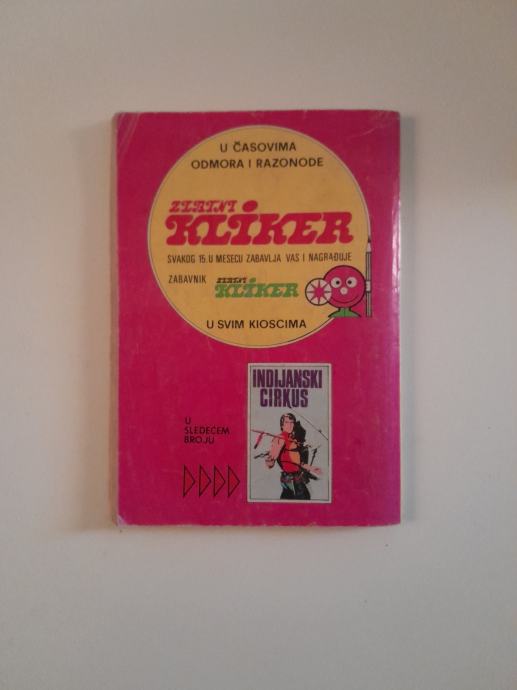 U ČASOVIMA
ODMORA I RAZONODE
ZLATNI
KLIKER
SVAKOG 15. U MESECU ZABAVLJA VAS I NAGRAĐUJE
ZABAVNIK ZLATNI KLIKER
U SVIM KIOSCIMA
U
SLEDEĆEM
BROJU
INDIJANSKI
CIRKUS